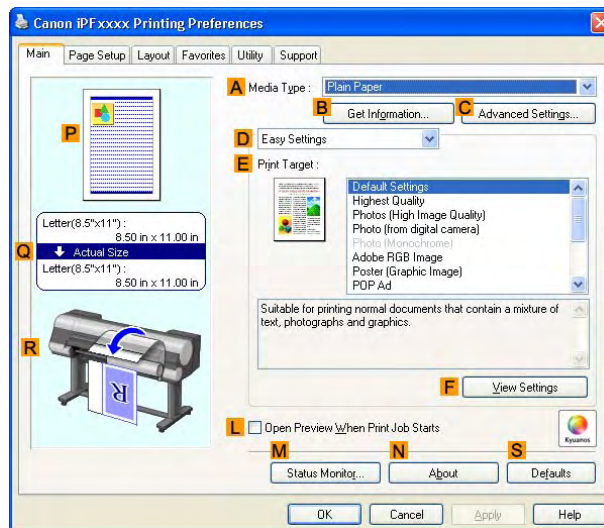 Canon iPFxxxx Printing Preferences
Main Page Setup Layout Favorites Utility Support
P
Letter(8.5"x11") :
8.50 in x 11.00 in
Q
Actual Size
Letter(8.5"x11") :
8.50 in x 11.00 in
R
R
A Media Type : Plain Paper
B C
Get Information... Advanced Settings...
D Easy Settings
E Print Target :
Default Settings
Highest Quality
Photos (High Image Quality)
Photo (from digital camera)
Photo (Monochrome)
Adobe RGB Image
Poster (Graphic Image)
POP Ad
Suitable for printing normal documents that contain a mixture of
text, photographs and graphics.
F View Settings
L Open Preview When Print Job Starts
Kyuanos
M N S
Status Monitor... About Defaults
OK Cancel Apply Help